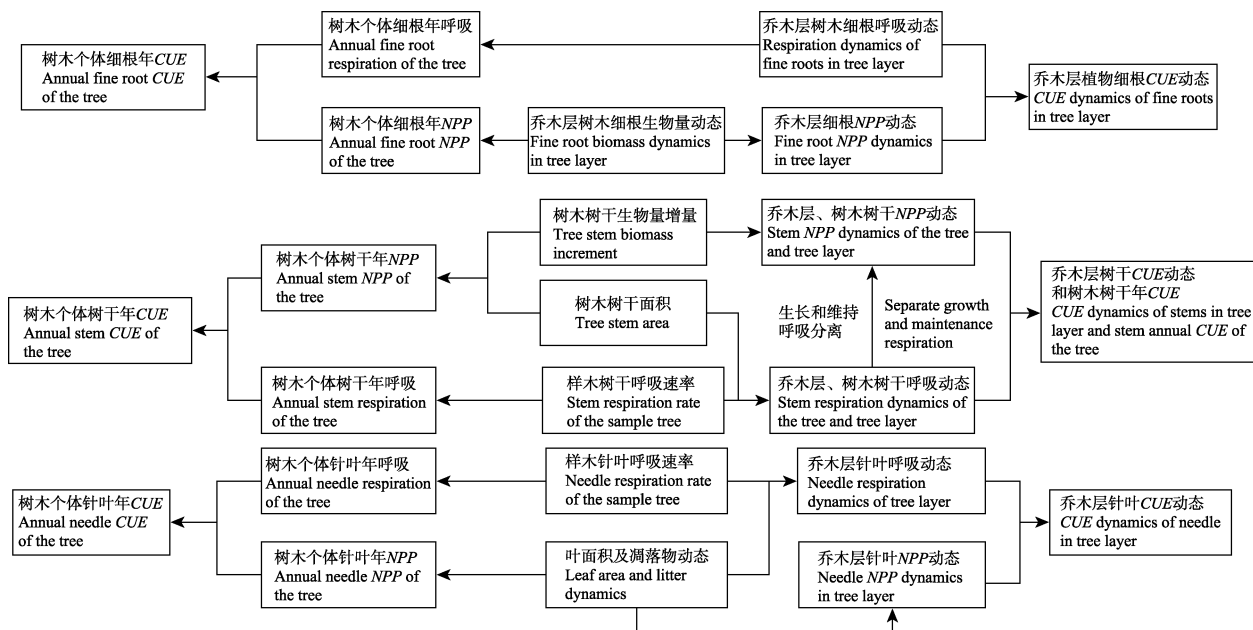 树木个体细根年CUE
Annual fine root CUE
of the tree
树木个体细根年呼吸
Annual fine root
respiration of the tree
乔木层树木细根呼吸动态
Respiration dynamics of
fine roots in tree layer
乔木层植物细根CUE动态
CUE dynamics of fine roots
in tree layer
树木个体细根年NPP
Annual fine root NPP
of the tree
乔木层树木细根生物量动态
Fine root biomass dynamics
in tree layer
乔木层细根NPP动态
Fine root NPP dynamics
in tree layer
树木个体树干年CUE
Annual stem CUE of
the tree
树木个体树干年NPP
Annual stem NPP of
the tree
树木树干生物量增量
Tree stem biomass
increment
乔木层、树木树干NPP动态
Stem NPP dynamics of the tree
and tree layer
树木树干面积
Tree stem area
生长和维持
呼吸分离
Separate growth
and maintenance
respiration
乔木层树干CUE动态
和树木树干年CUE
CUE dynamics of stems in tree
layer and stem annual CUE of
the tree
树木个体树干年呼吸
Annual stem respiration
of the tree
样木树干呼吸速率
Stem respiration rate
of the sample tree
乔木层、树木树干呼吸动态
Stem respiration dynamics of
the tree and tree layer
树木个体针叶年CUE
Annual needle CUE
of the tree
树木个体针叶年呼吸
Annual needle respiration
of the tree
样木针叶呼吸速率
Needle respiration rate
of the sample tree
乔木层针叶呼吸动态
Needle respiration
dynamics of tree layer
乔木层针叶CUE动态
CUE dynamics of needle
in tree layer
树木个体针叶年NPP
Annual needle NPP of
the tree
叶面积及凋落物动态
Leaf area and litter
dynamics
乔木层针叶NPP动态
Needle NPP dynamics
in tree layer